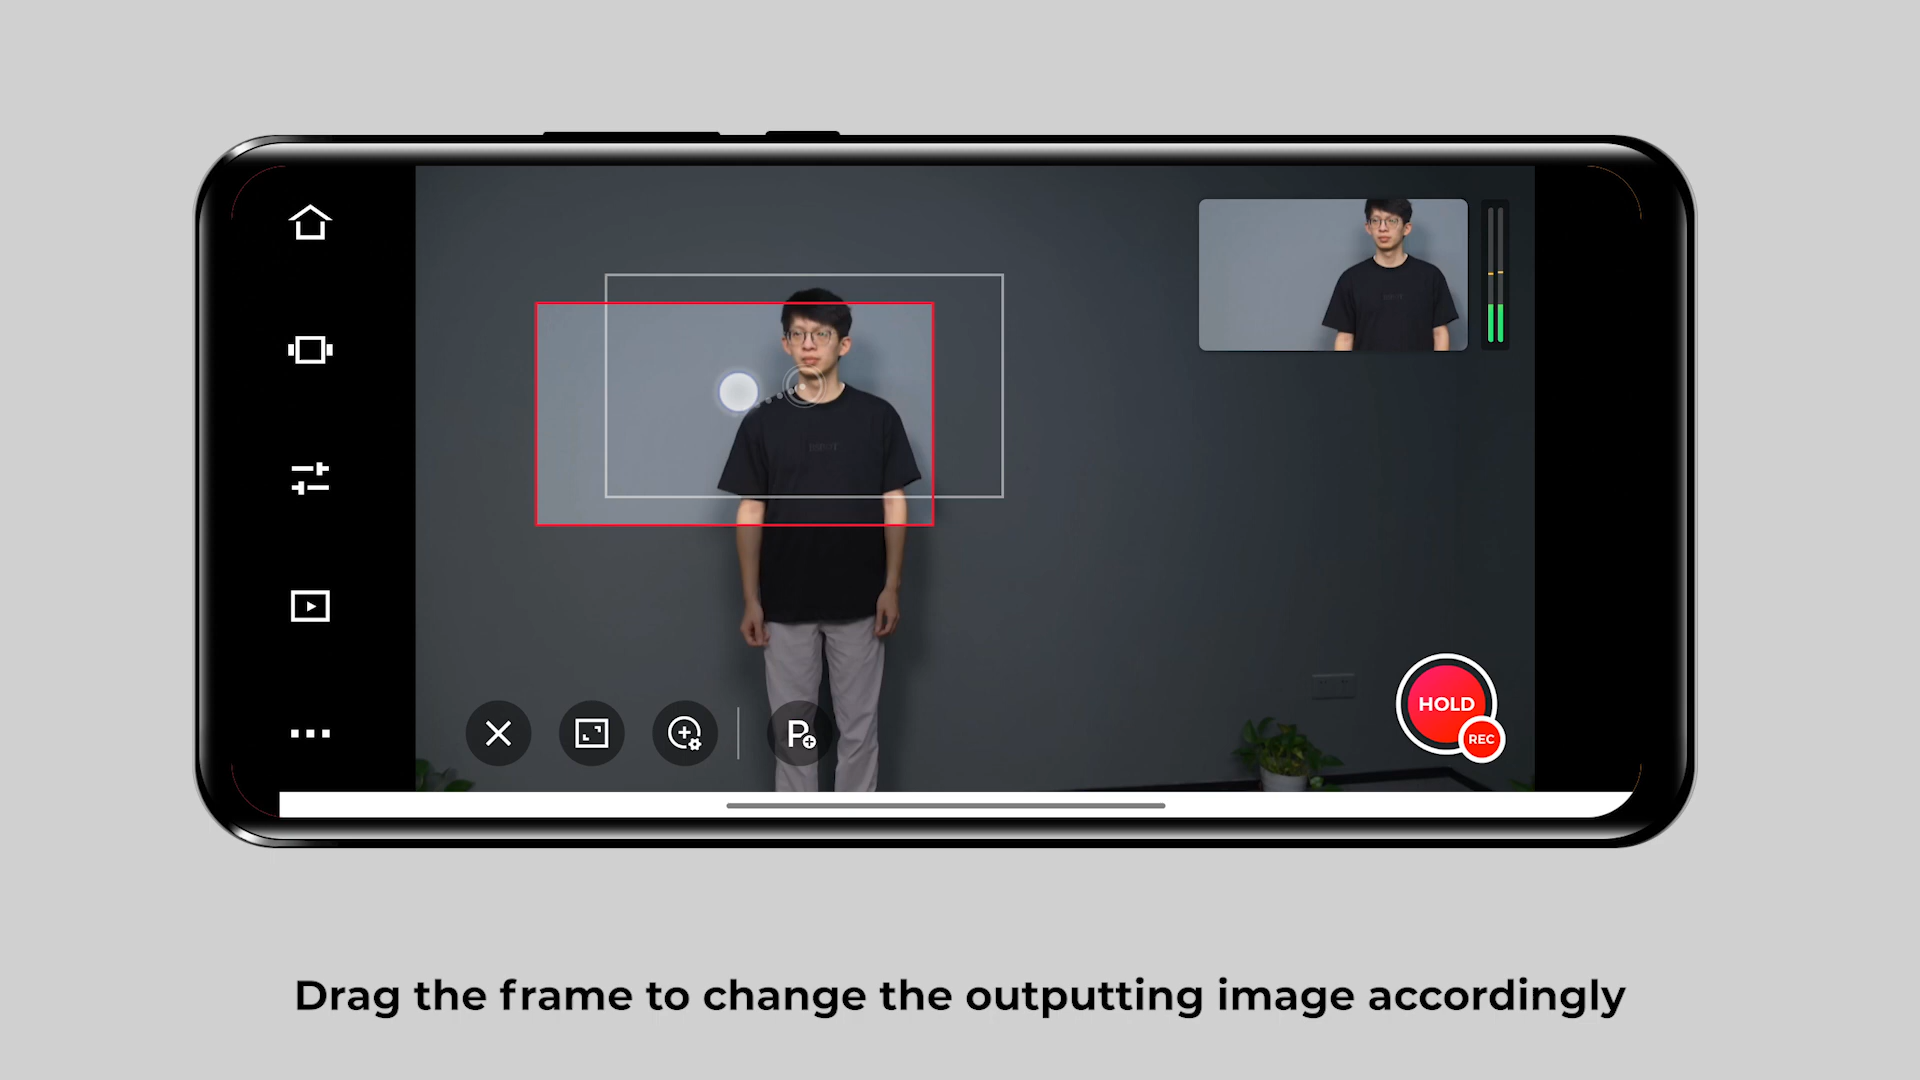 HOLD
REC
P
Drag the frame to change the outputting image accordingly